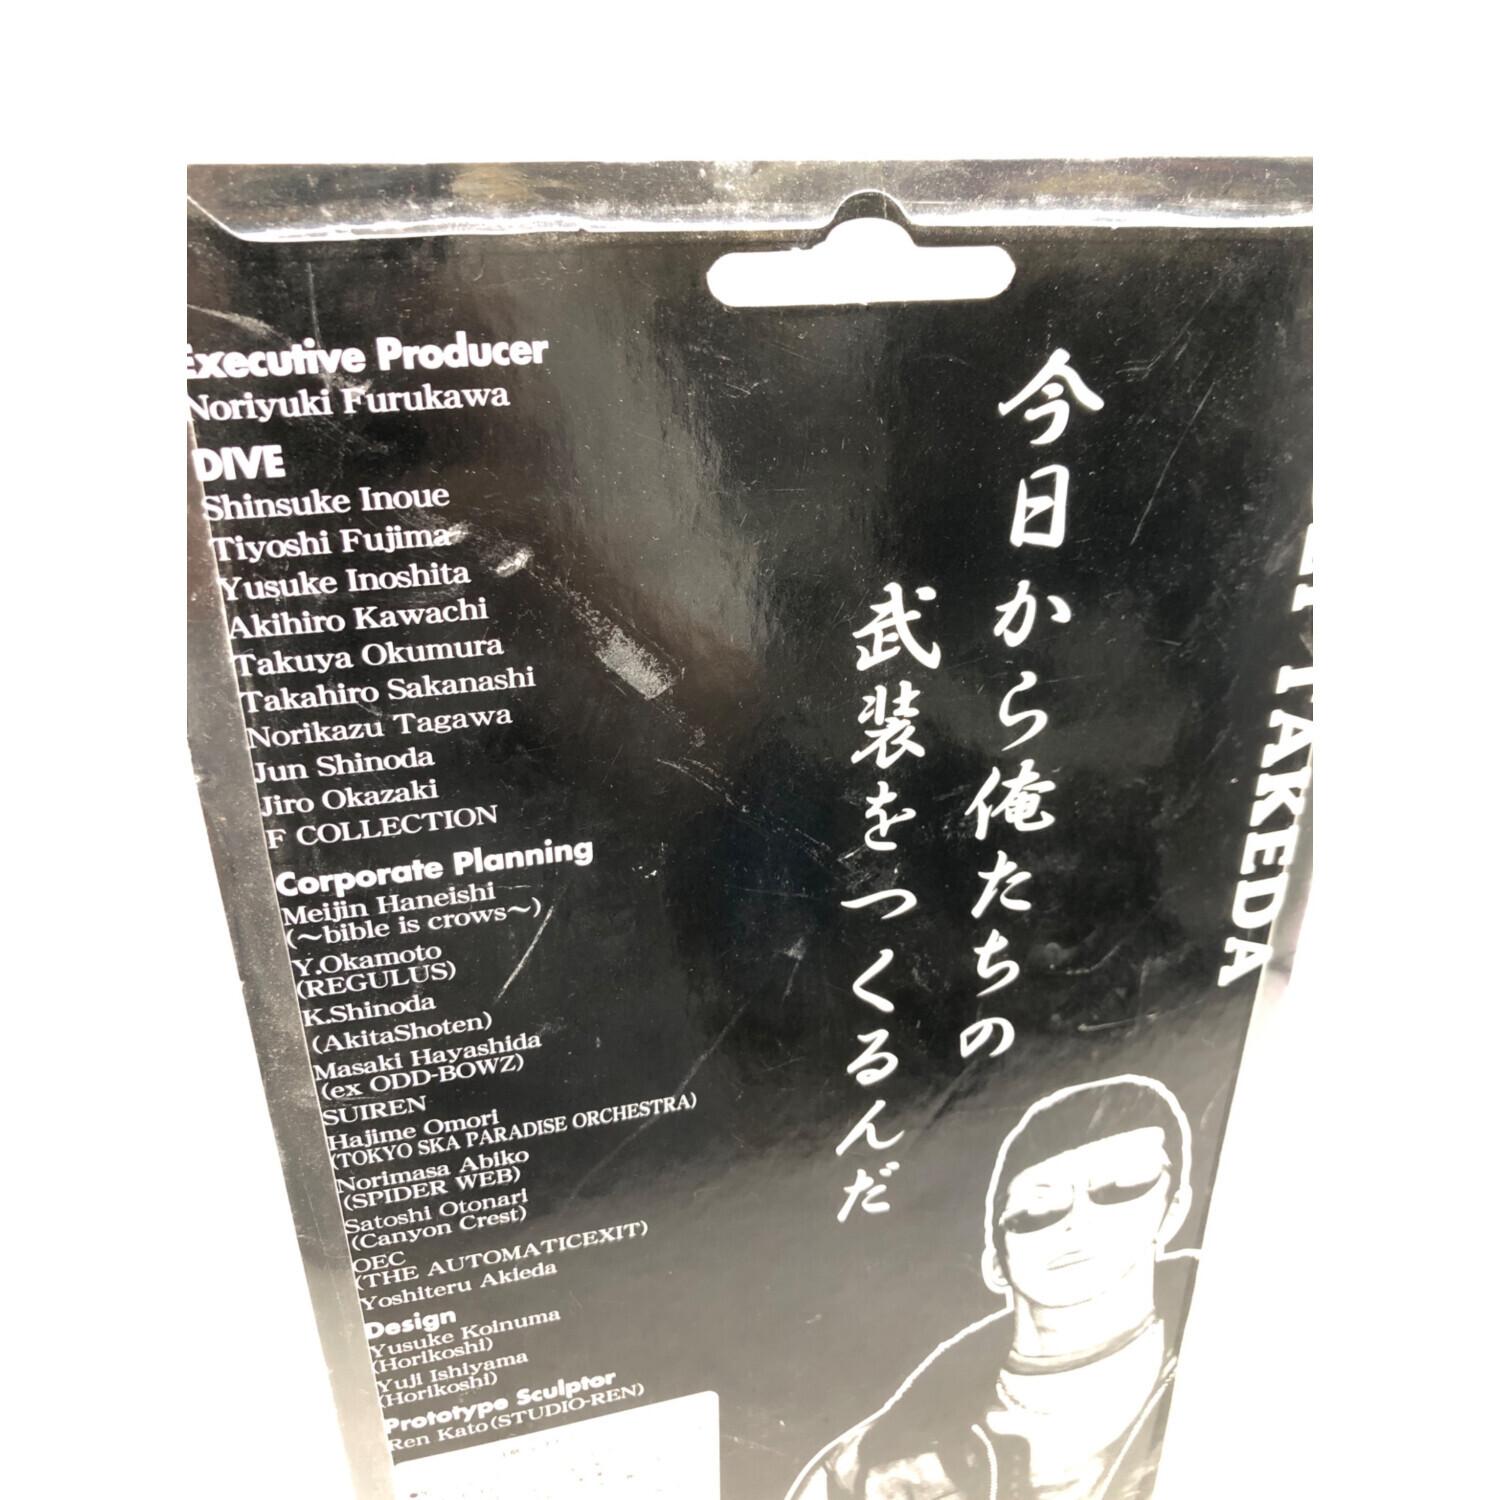 Executive Producer
Noriyuki Furukawa
DIVE
Shinsuke Inoue
Tiyoshi Fujima
Yusuke Inoshita
Akihiro Kawachi
Takuya Okumura
Takahiro Sakanashi
Norikazu Tagawa
Jun Shinoda
Jiro Okazaki
F COLLECTION
Corporate Planning
Meijin Haneishi
(~bible is crows~)
Y.Okamoto
(REGULUS)
K.Shinoda
(AkitaShoten)
Masaki Hayashida
(ex ODD-BOWZ)
SUIREN
Hajime Omori
(TOKYO SKA PARADISE ORCHESTRA)
Norimasa Abiko
(SPIDER WEB)
Satoshi Otonari
(Canyon Crest)
OEC
(THE AUTOMATICEXIT)
Yoshiteru Akieda
Design
Yusuke Koinuma
(Horikoshi)
Yuji Ishiyama
(Horikoshi)
Prototype Sculptor
Ren Kato(STUDIO-REN)
今日から俺たちの
武装をつくるんだ
TAKEDA